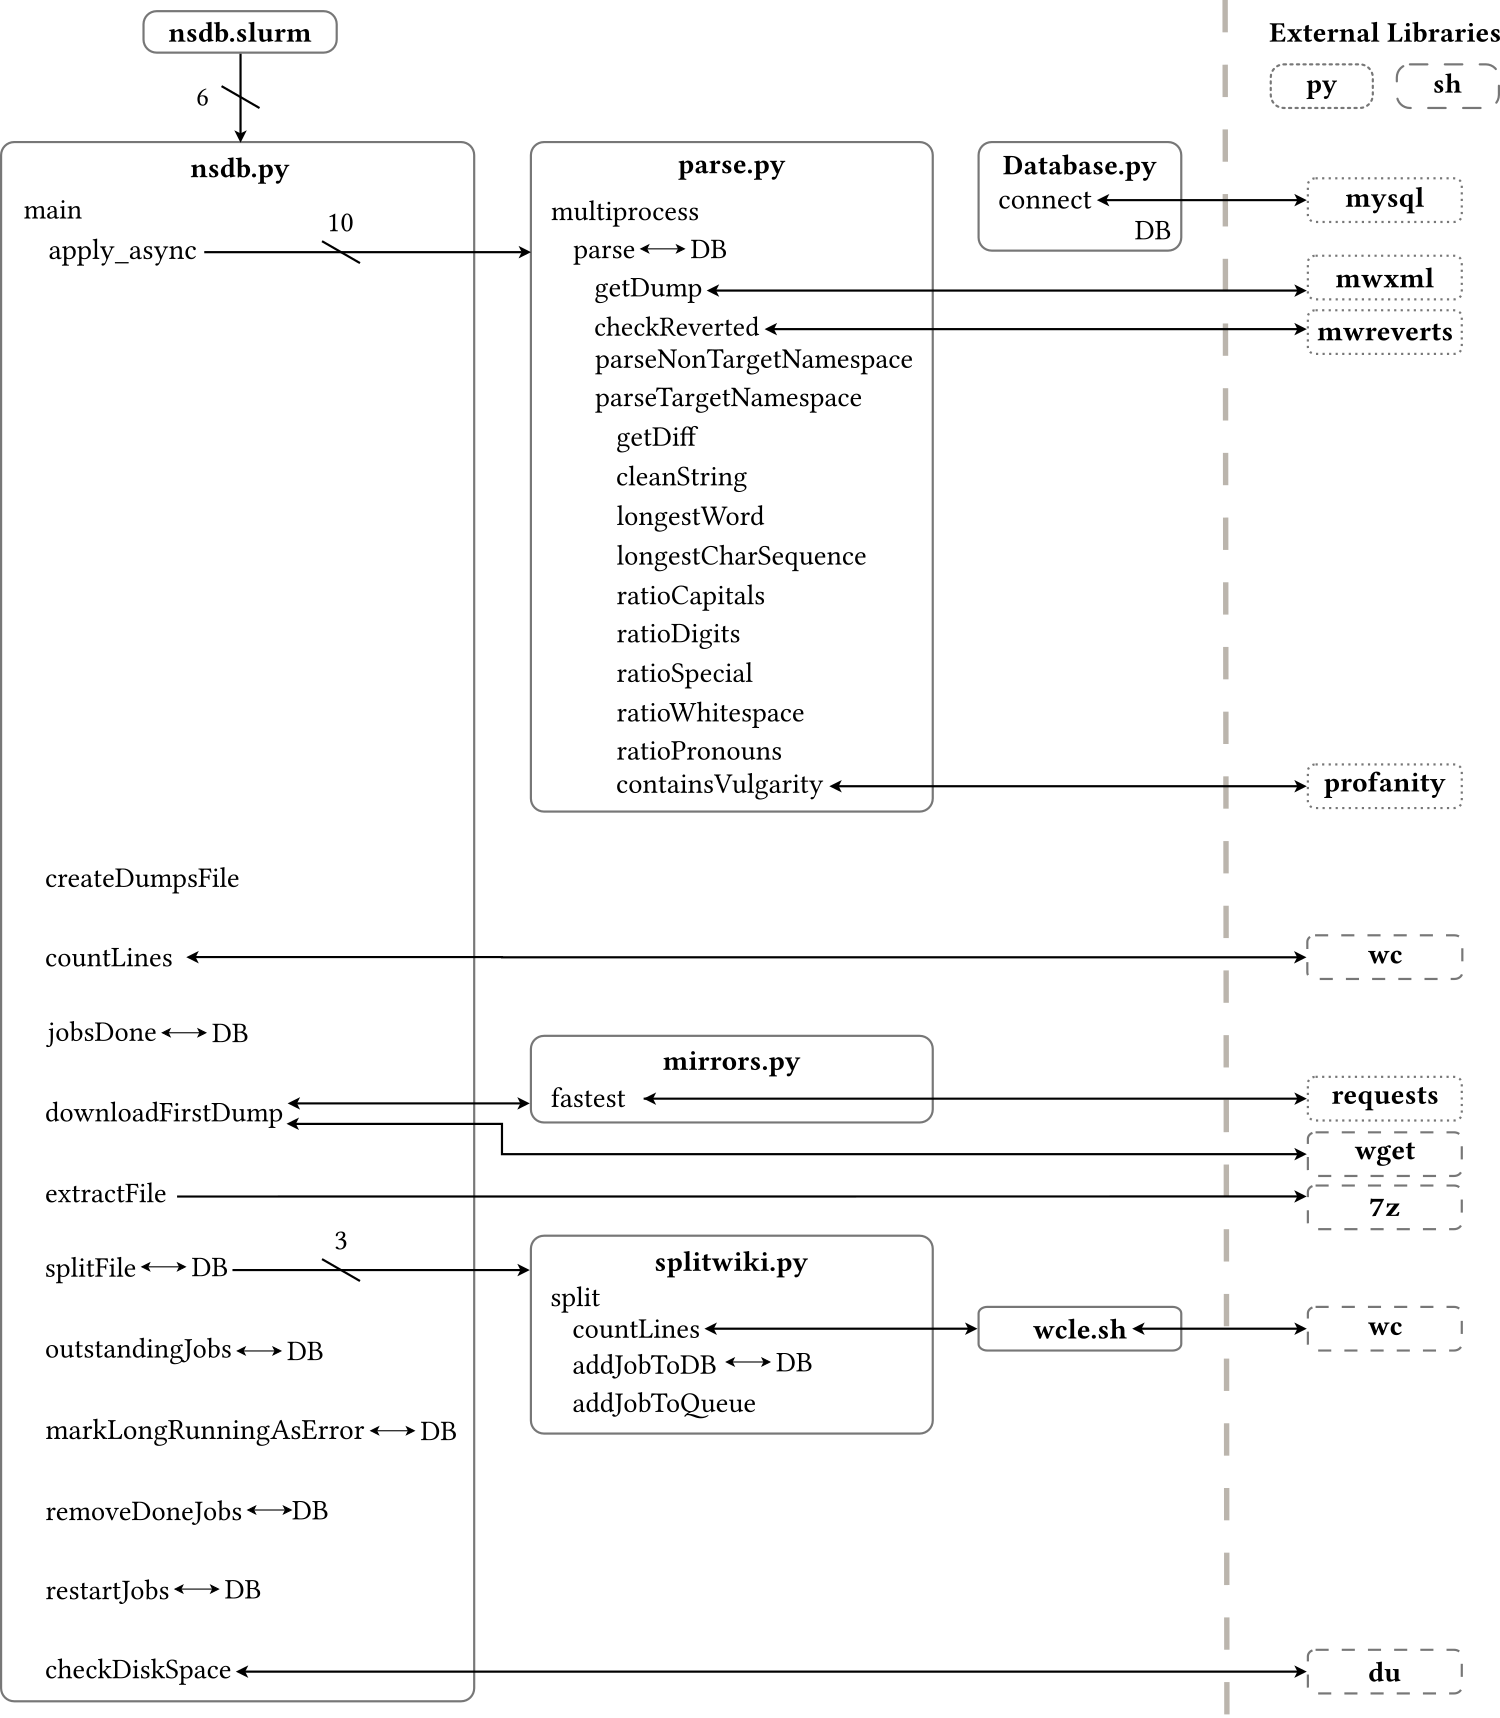 nsdb.slurm
6
External Libraries
py
sh
nsdb.py
main
apply_async
10
parse.py
multiprocess
parse DB
getDump
checkReverted
parseNonTargetNamespace
parseTargetNamespace
getDiff
cleanString
longestWord
longestCharSequence
ratioCapitals
ratioDigits
ratioSpecial
ratioWhitespace
ratioPronouns
containsVulgarity
Database.py
connect
DB
mysql
mwxml
mwreverts
profanity
createDumpsFile
countLines
wc
jobsDone DB
downloadFirstDump
mirrors.py
fastest
requests
wget
extractFile
7z
splitFile DB
3
splitwiki.py
split
countLines
addJobToDB DB
addJobToQueue
wcle.sh
wc
outstandingJobs DB
markLongRunningAsError DB
removeDoneJobs DB
restartJobs DB
checkDiskSpace
du